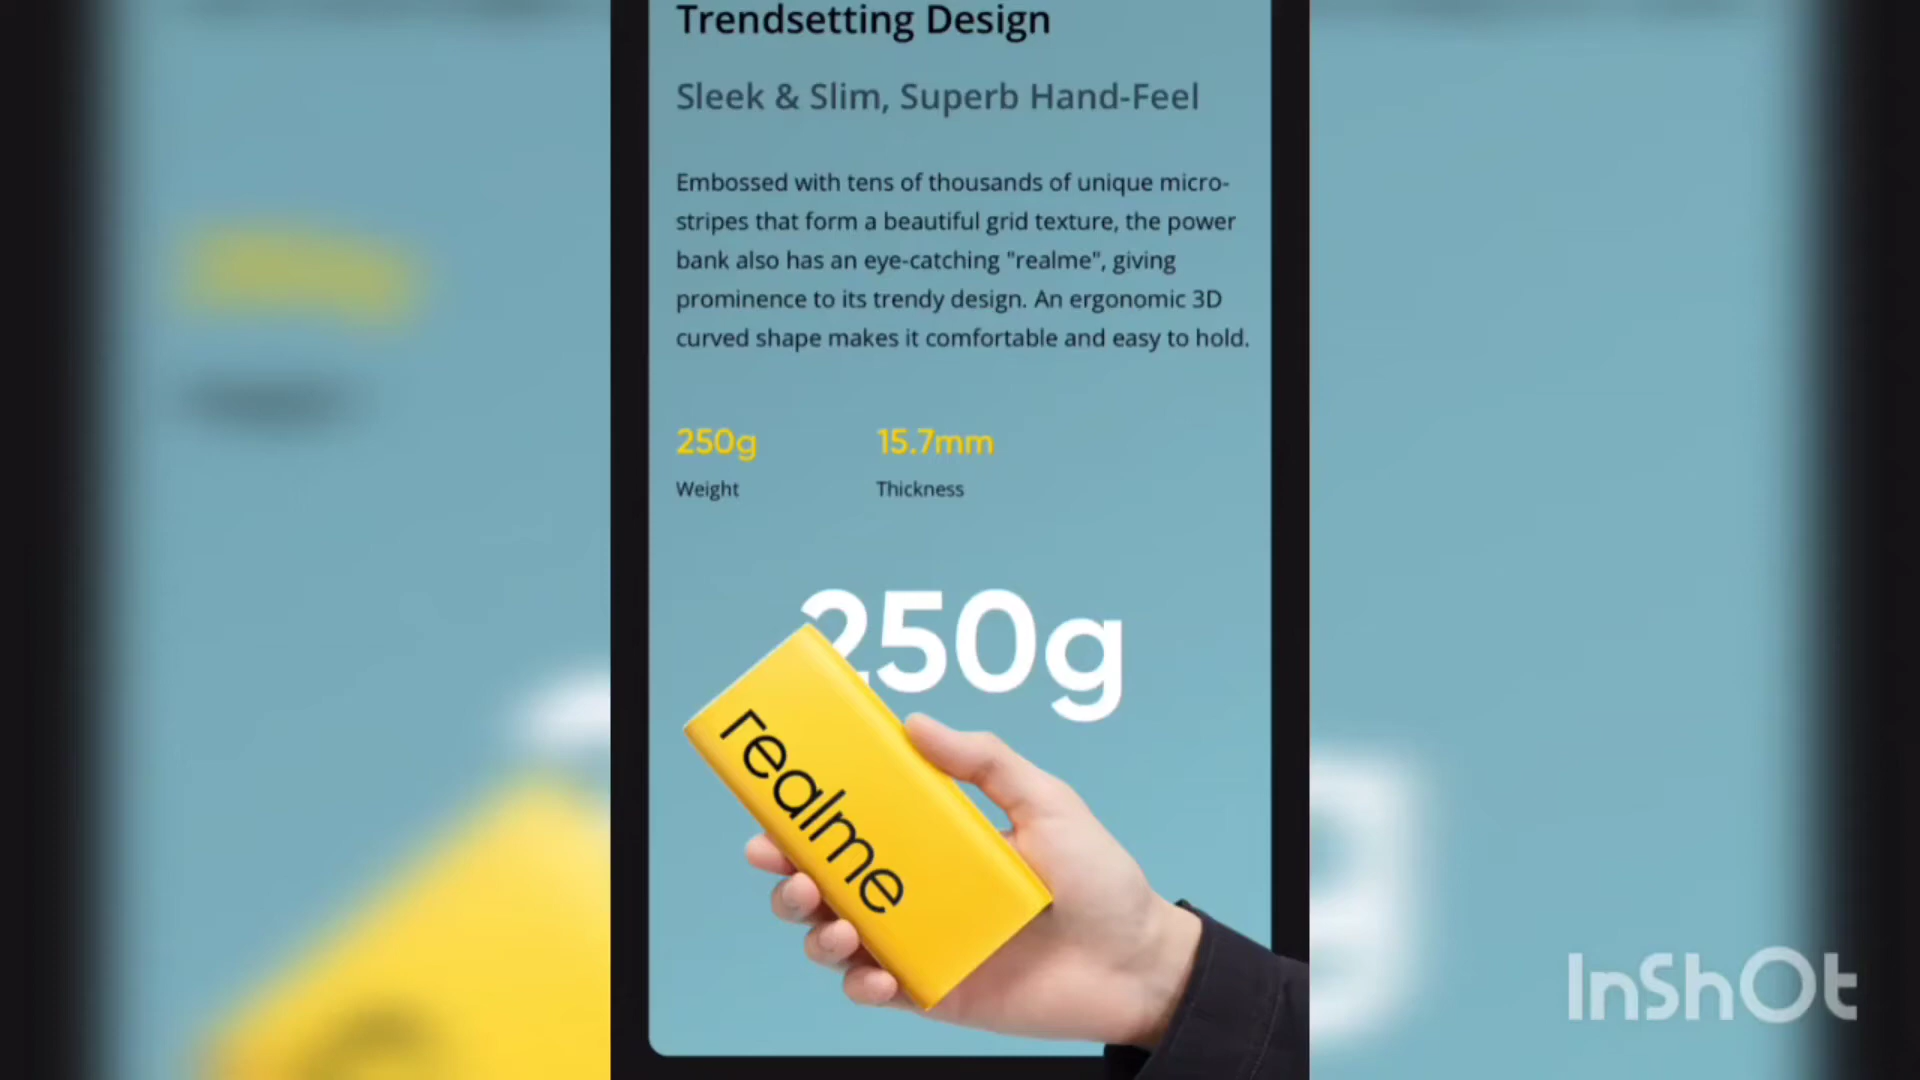 Trendsetting Design
Sleek & Slim, Superb Hand-Feel
Embossed with tens of thousands of unique micro-
stripes that form a beautiful grid texture, the power
bank also has an eye-catching "realme", giving
prominence to its trendy design. An ergonomic 3D
curved shape makes it comfortable and easy to hold.
250g 15.7mm
Weight Thickness
250g
realme
InShOt